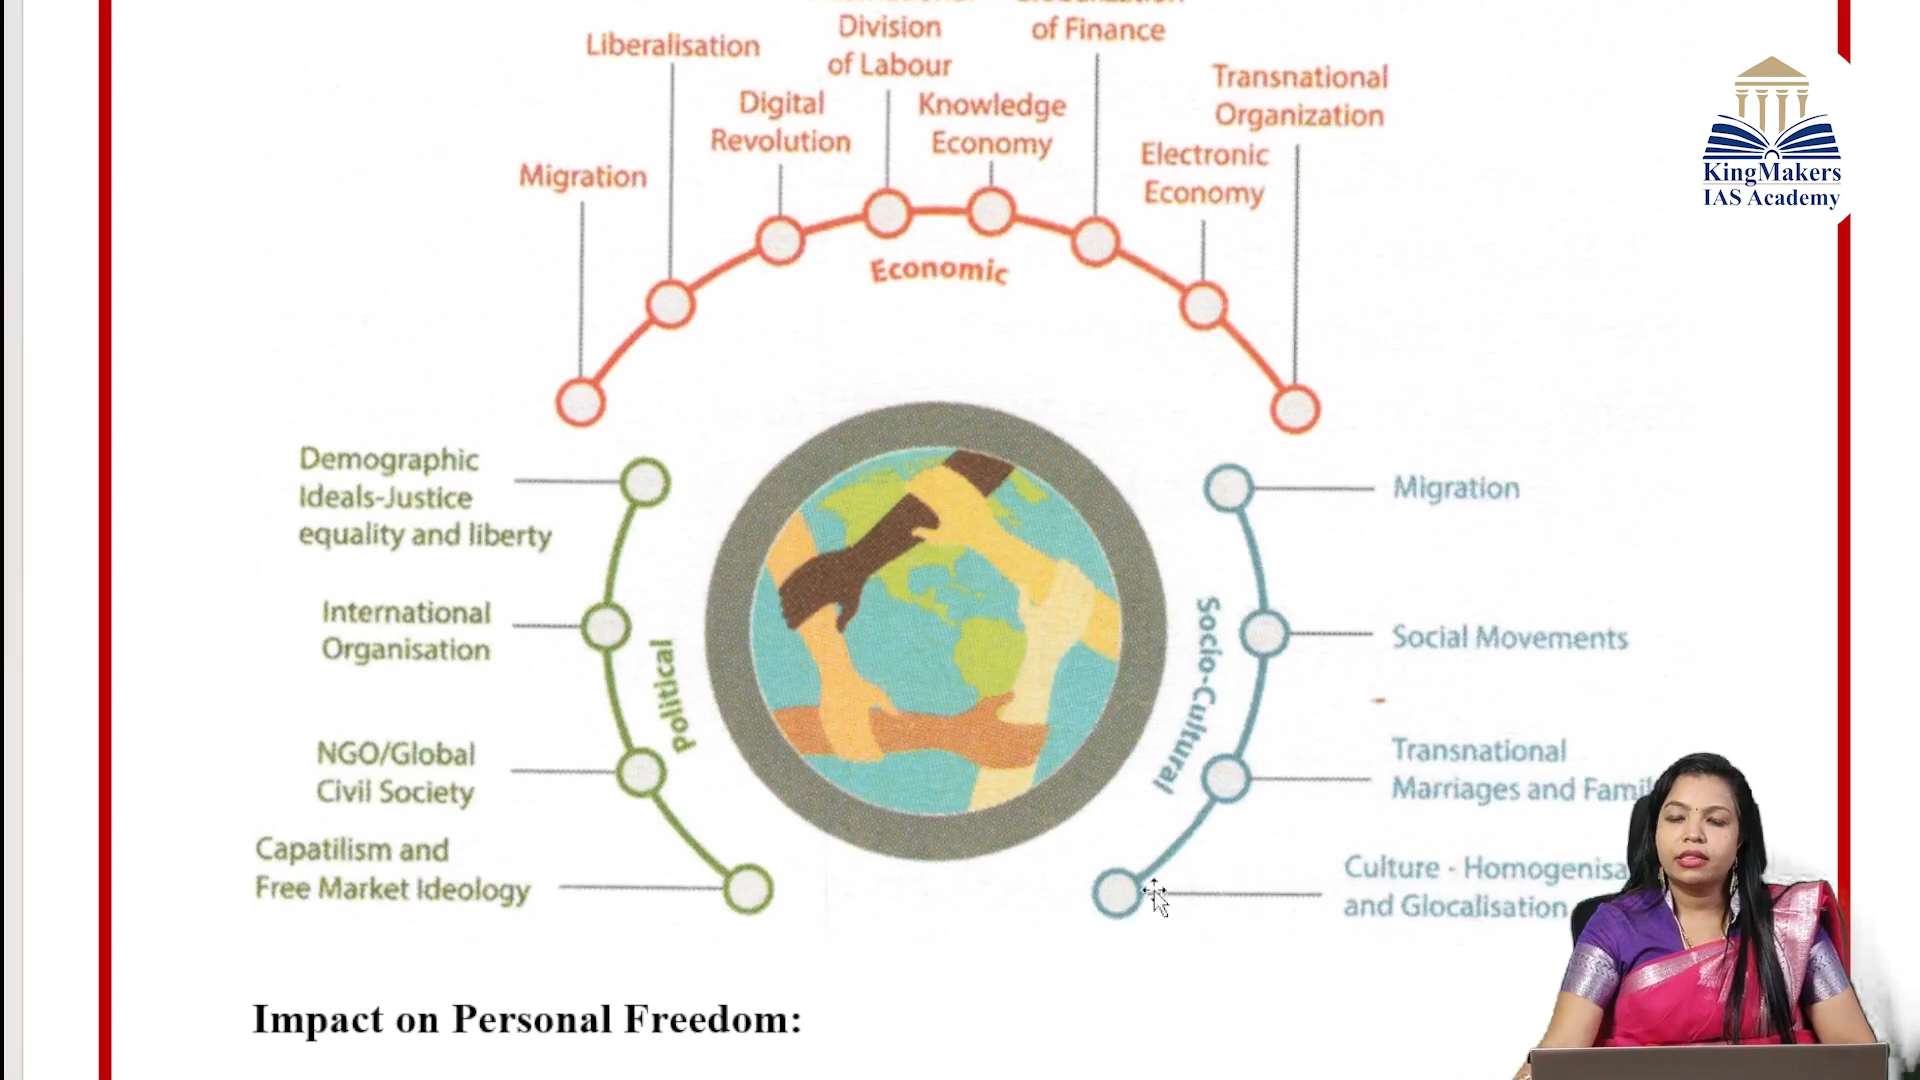 of Finance
Division
of Labour
Liberalisation
Transnational
Organization
Digital
Revolution
Knowledge
Economy
Electronic
Economy
Migration
Economic
KingMakers
IAS Academy
Demographic
Ideals-Justice
equality and liberty
International
Organisation
NGO/Global
Civil Society
Capatilism and
Free Market Ideology
Political
Socio-Cultural
Migration
Social Movements
Transnational
Marriages and
Culture -
and Glocalisation
Impact on Personal Freedom: